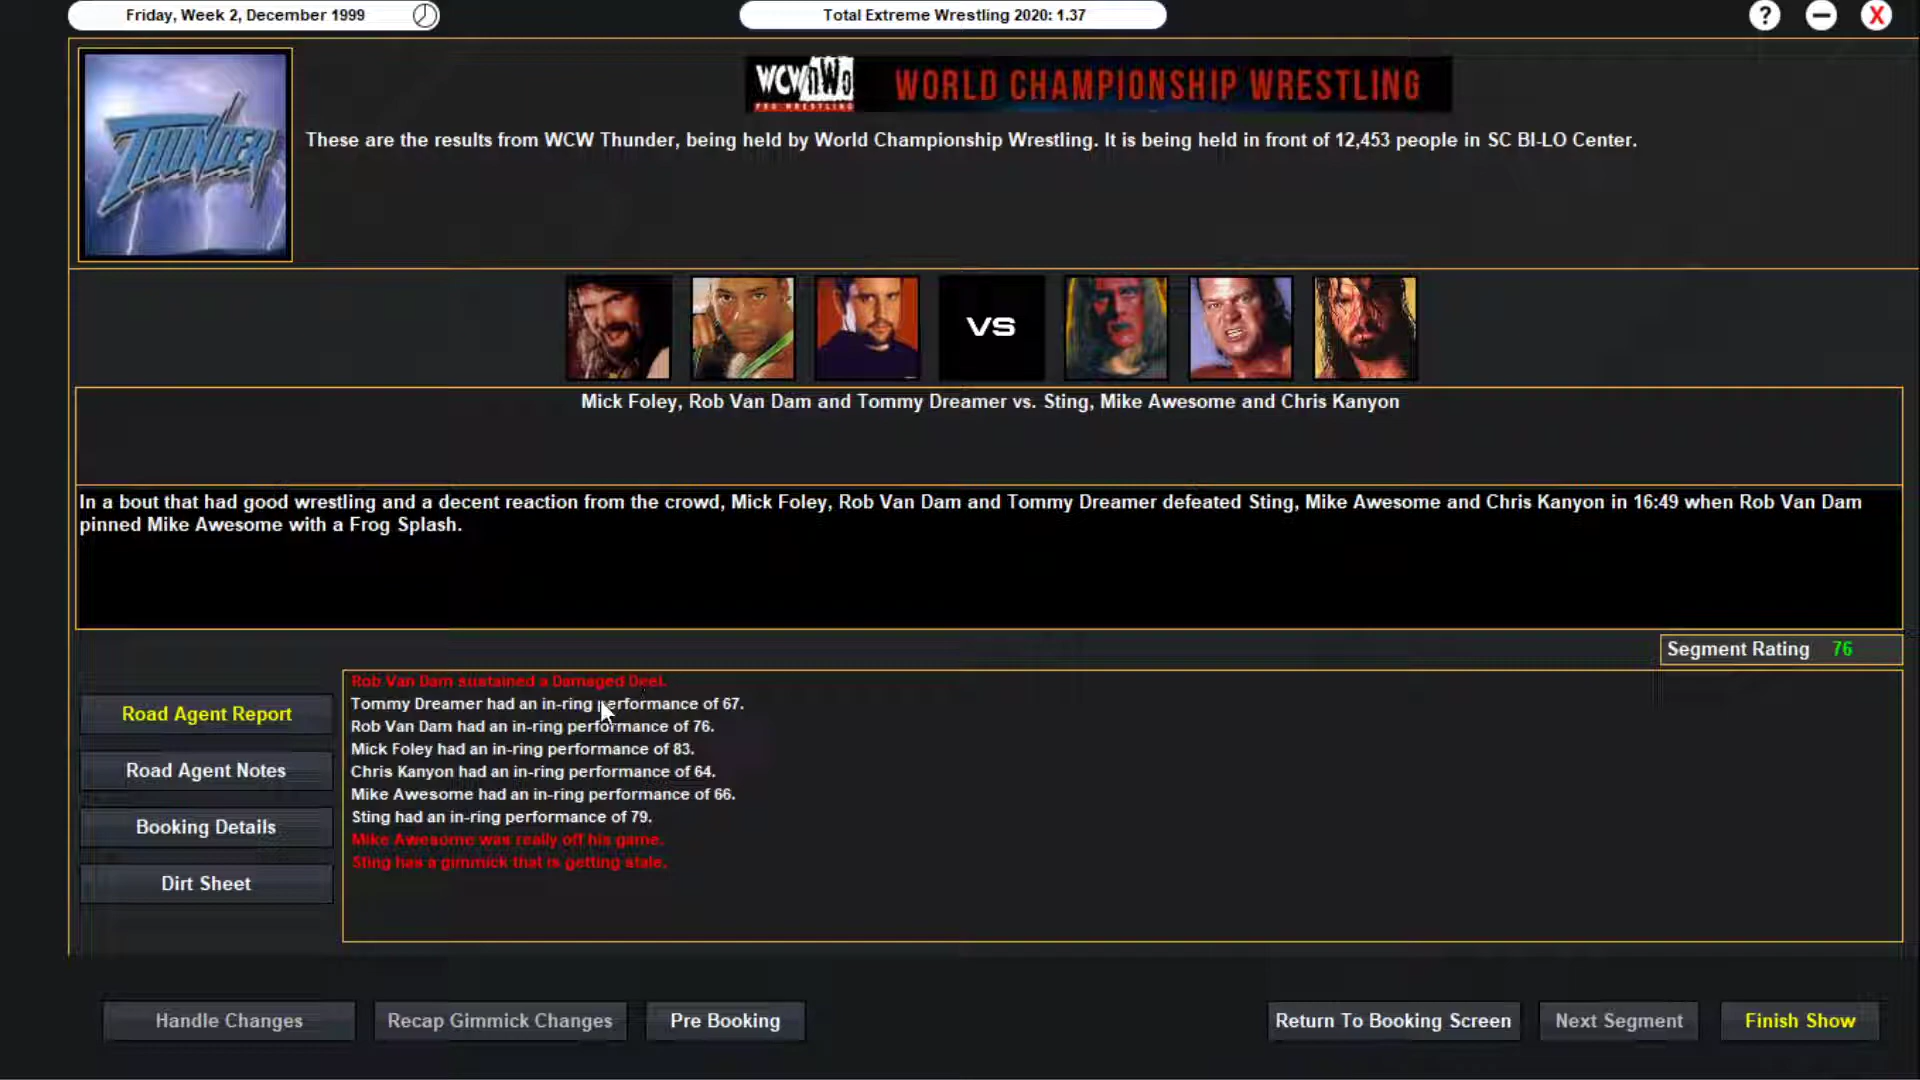 Friday, Week 2, December 1999
Total Extreme Wrestling 2020: 1.37
?
X
THUNDER
WCW nWo
PRO WRESTLING
WORLD CHAMPIONSHIP WRESTLING
These are the results from WCW Thunder, being held by World Championship Wrestling. It is being held in front of 12,453 people in SC BI-LO Center.
VS
Mick Foley, Rob Van Dam and Tommy Dreamer vs. Sting, Mike Awesome and Chris Kanyon
In a bout that had good wrestling and a decent reaction from the crowd, Mick Foley, Rob Van Dam and Tommy Dreamer defeated Sting, Mike Awesome and Chris Kanyon in 16:49 when Rob Van Dam
pinned Mike Awesome with a Frog Splash.
Segment Rating 76
Rob Van Dam sustained a Damaged
Tommy Dreamer had an in-ring performance of 67.
Rob Van Dam had an in-ring performance of 76.
Mick Foley had an in-ring performance of 83.
Chris Kanyon had an in-ring performance of 64.
Mike Awesome had an in-ring performance of 66.
Sting had an in-ring performance of 79.
Mike Awesome was really off his game.
Sting has a gimmick that is getting stale.
Road Agent Report
Road Agent Notes
Booking Details
Dirt Sheet
Handle Changes
Recap Gimmick Changes
Pre Booking
Return To Booking Screen
Next Segment
Finish Show